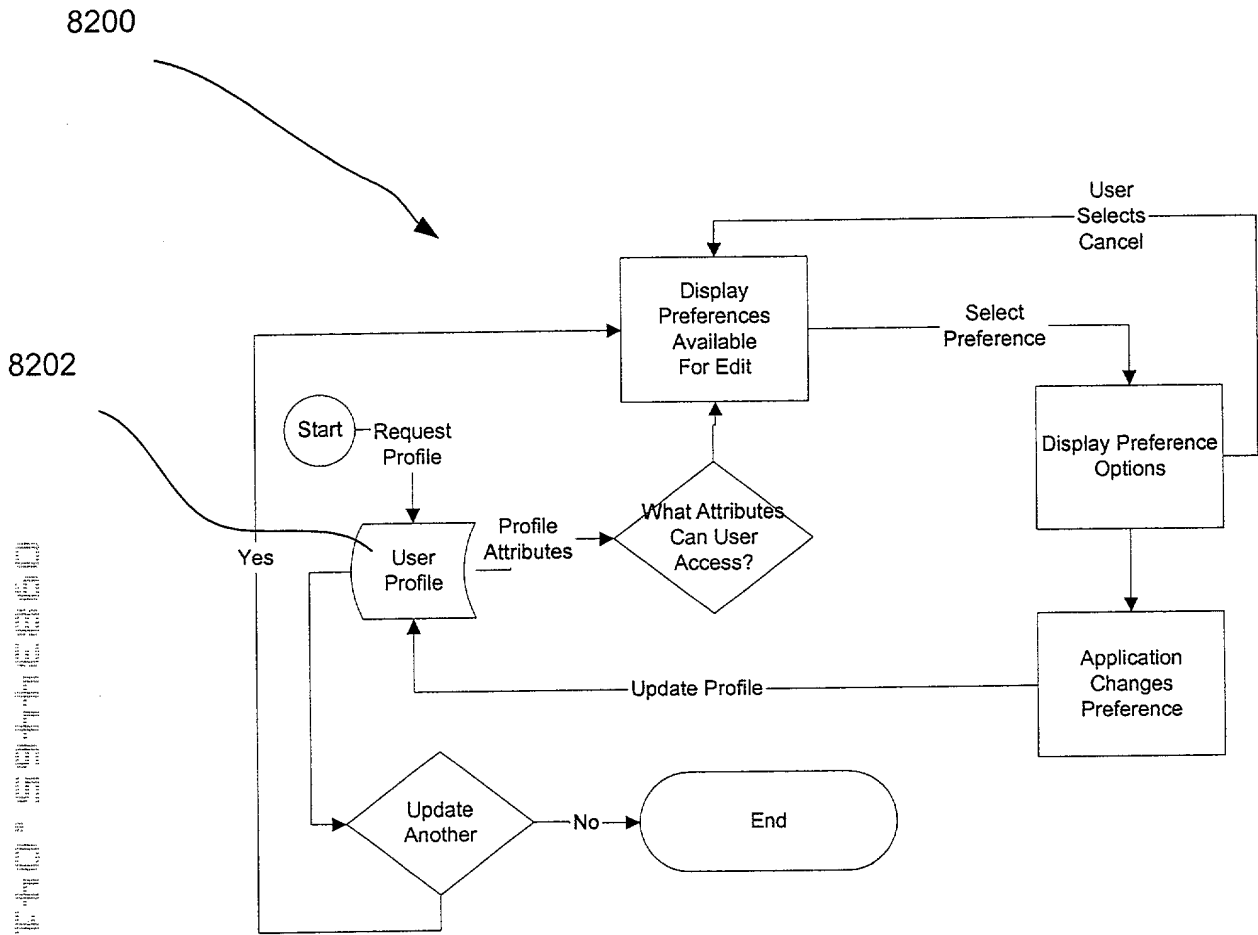 8200
User
Selects
Cancel
Display
Preferences
Available
For Edit
Select
Preference
8202
Start
Request
Profile
Display Preference
Options
What Attributes
Can User
Access?
Profile
Attributes
User
Profile
Yes
Application
Changes
Preference
Update Profile
Update
Another
No
End